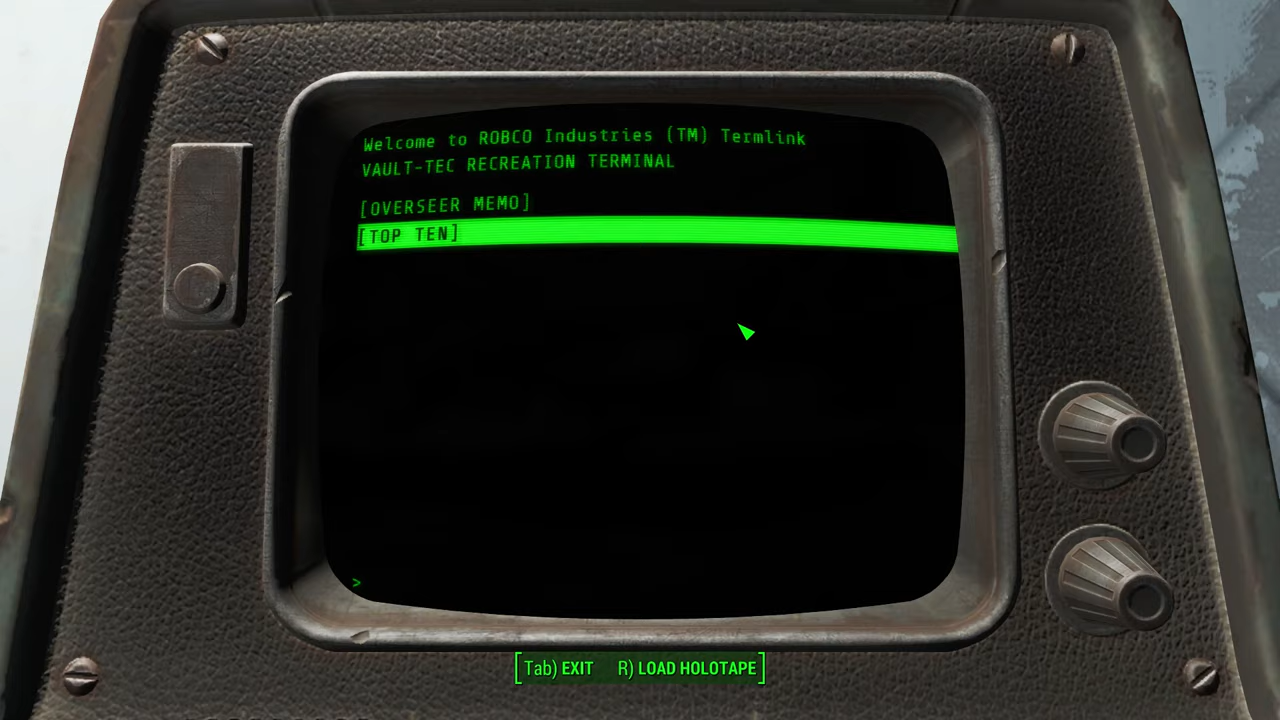 Welcome to ROBCO Industries (TM) Termlink
VAULT-TEC RECREATION TERMINAL
[OVERSEER MEMO]
[TOP TEN]
>
[Tab) EXIT R) LOAD HOLOTAPE]